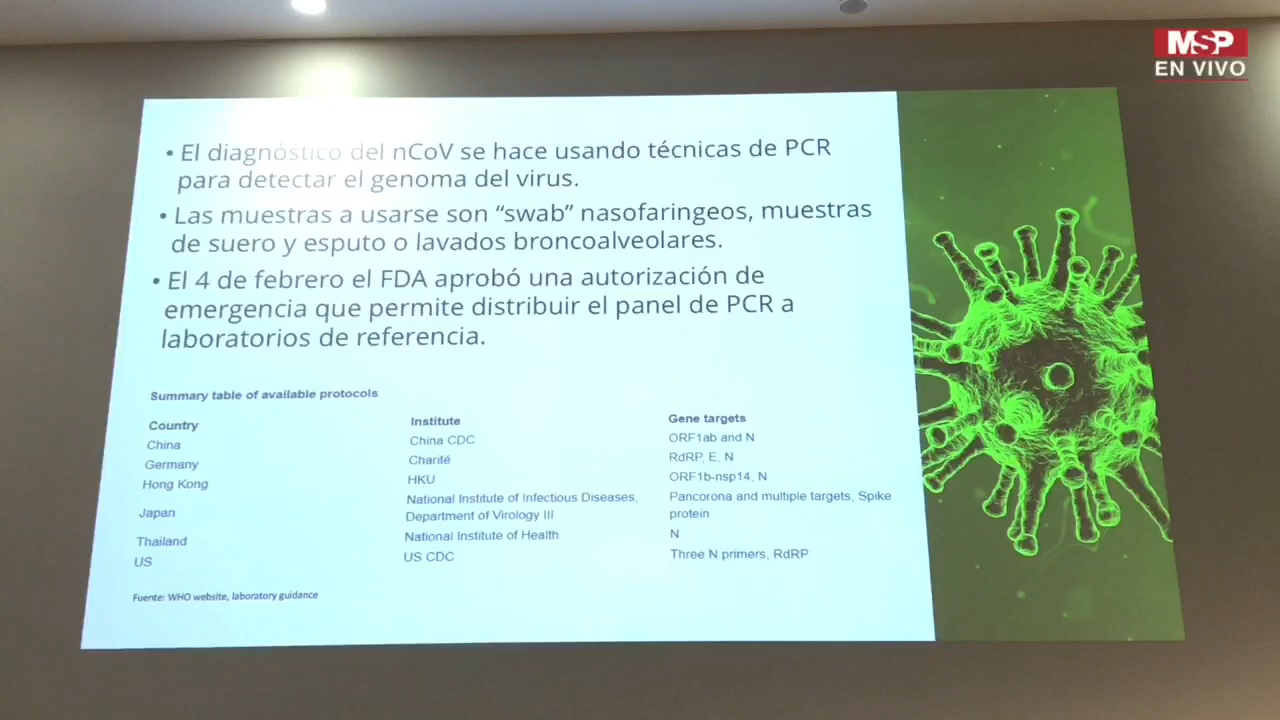 MSP
EN VIVO
• El diagnóstico del nCoV se hace usando técnicas de PCR
para detectar el genoma del virus.
• Las muestras a usarse son “swab” nasofaringeos, muestras
de suero y esputo o lavados broncoalveolares.
• El 4 de febrero el FDA aprobó una autorización de
emergencia que permite distribuir el panel de PCR a
laboratorios de referencia.
Summary table of available protocols
Country Institute Gene targets
China China CDC ORF1ab and N
Germany Charité RdRP, E, N
Hong Kong HKU ORF1b-nsp14, N
Japan National Institute of Infectious Diseases, Pancorona and multiple targets, Spike
Department of Virology III protein
Thailand National Institute of Health N
US US CDC Three N primers, RdRP
Fuente: WHO website, laboratory guidance